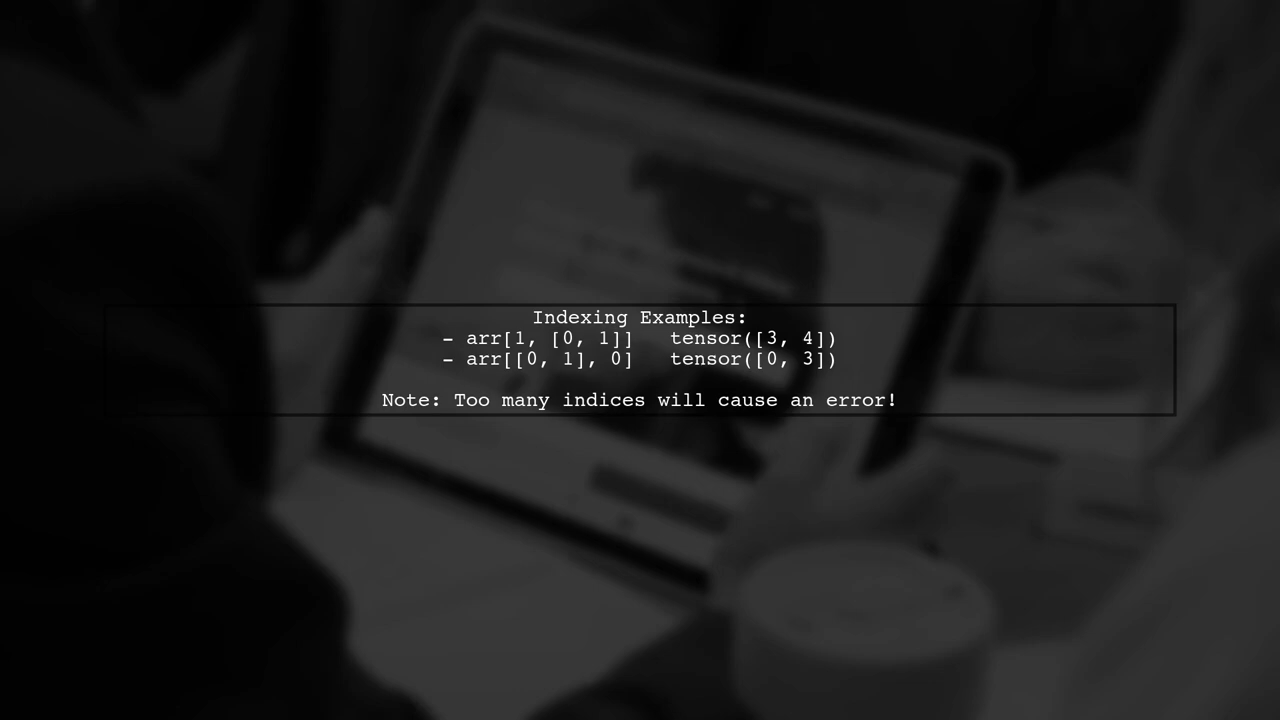 Indexing Examples:
- arr[1, [0, 1]]   tensor([3, 4])
- arr[[0, 1], 0]   tensor([0, 3])
Note: Too many indices will cause an error!